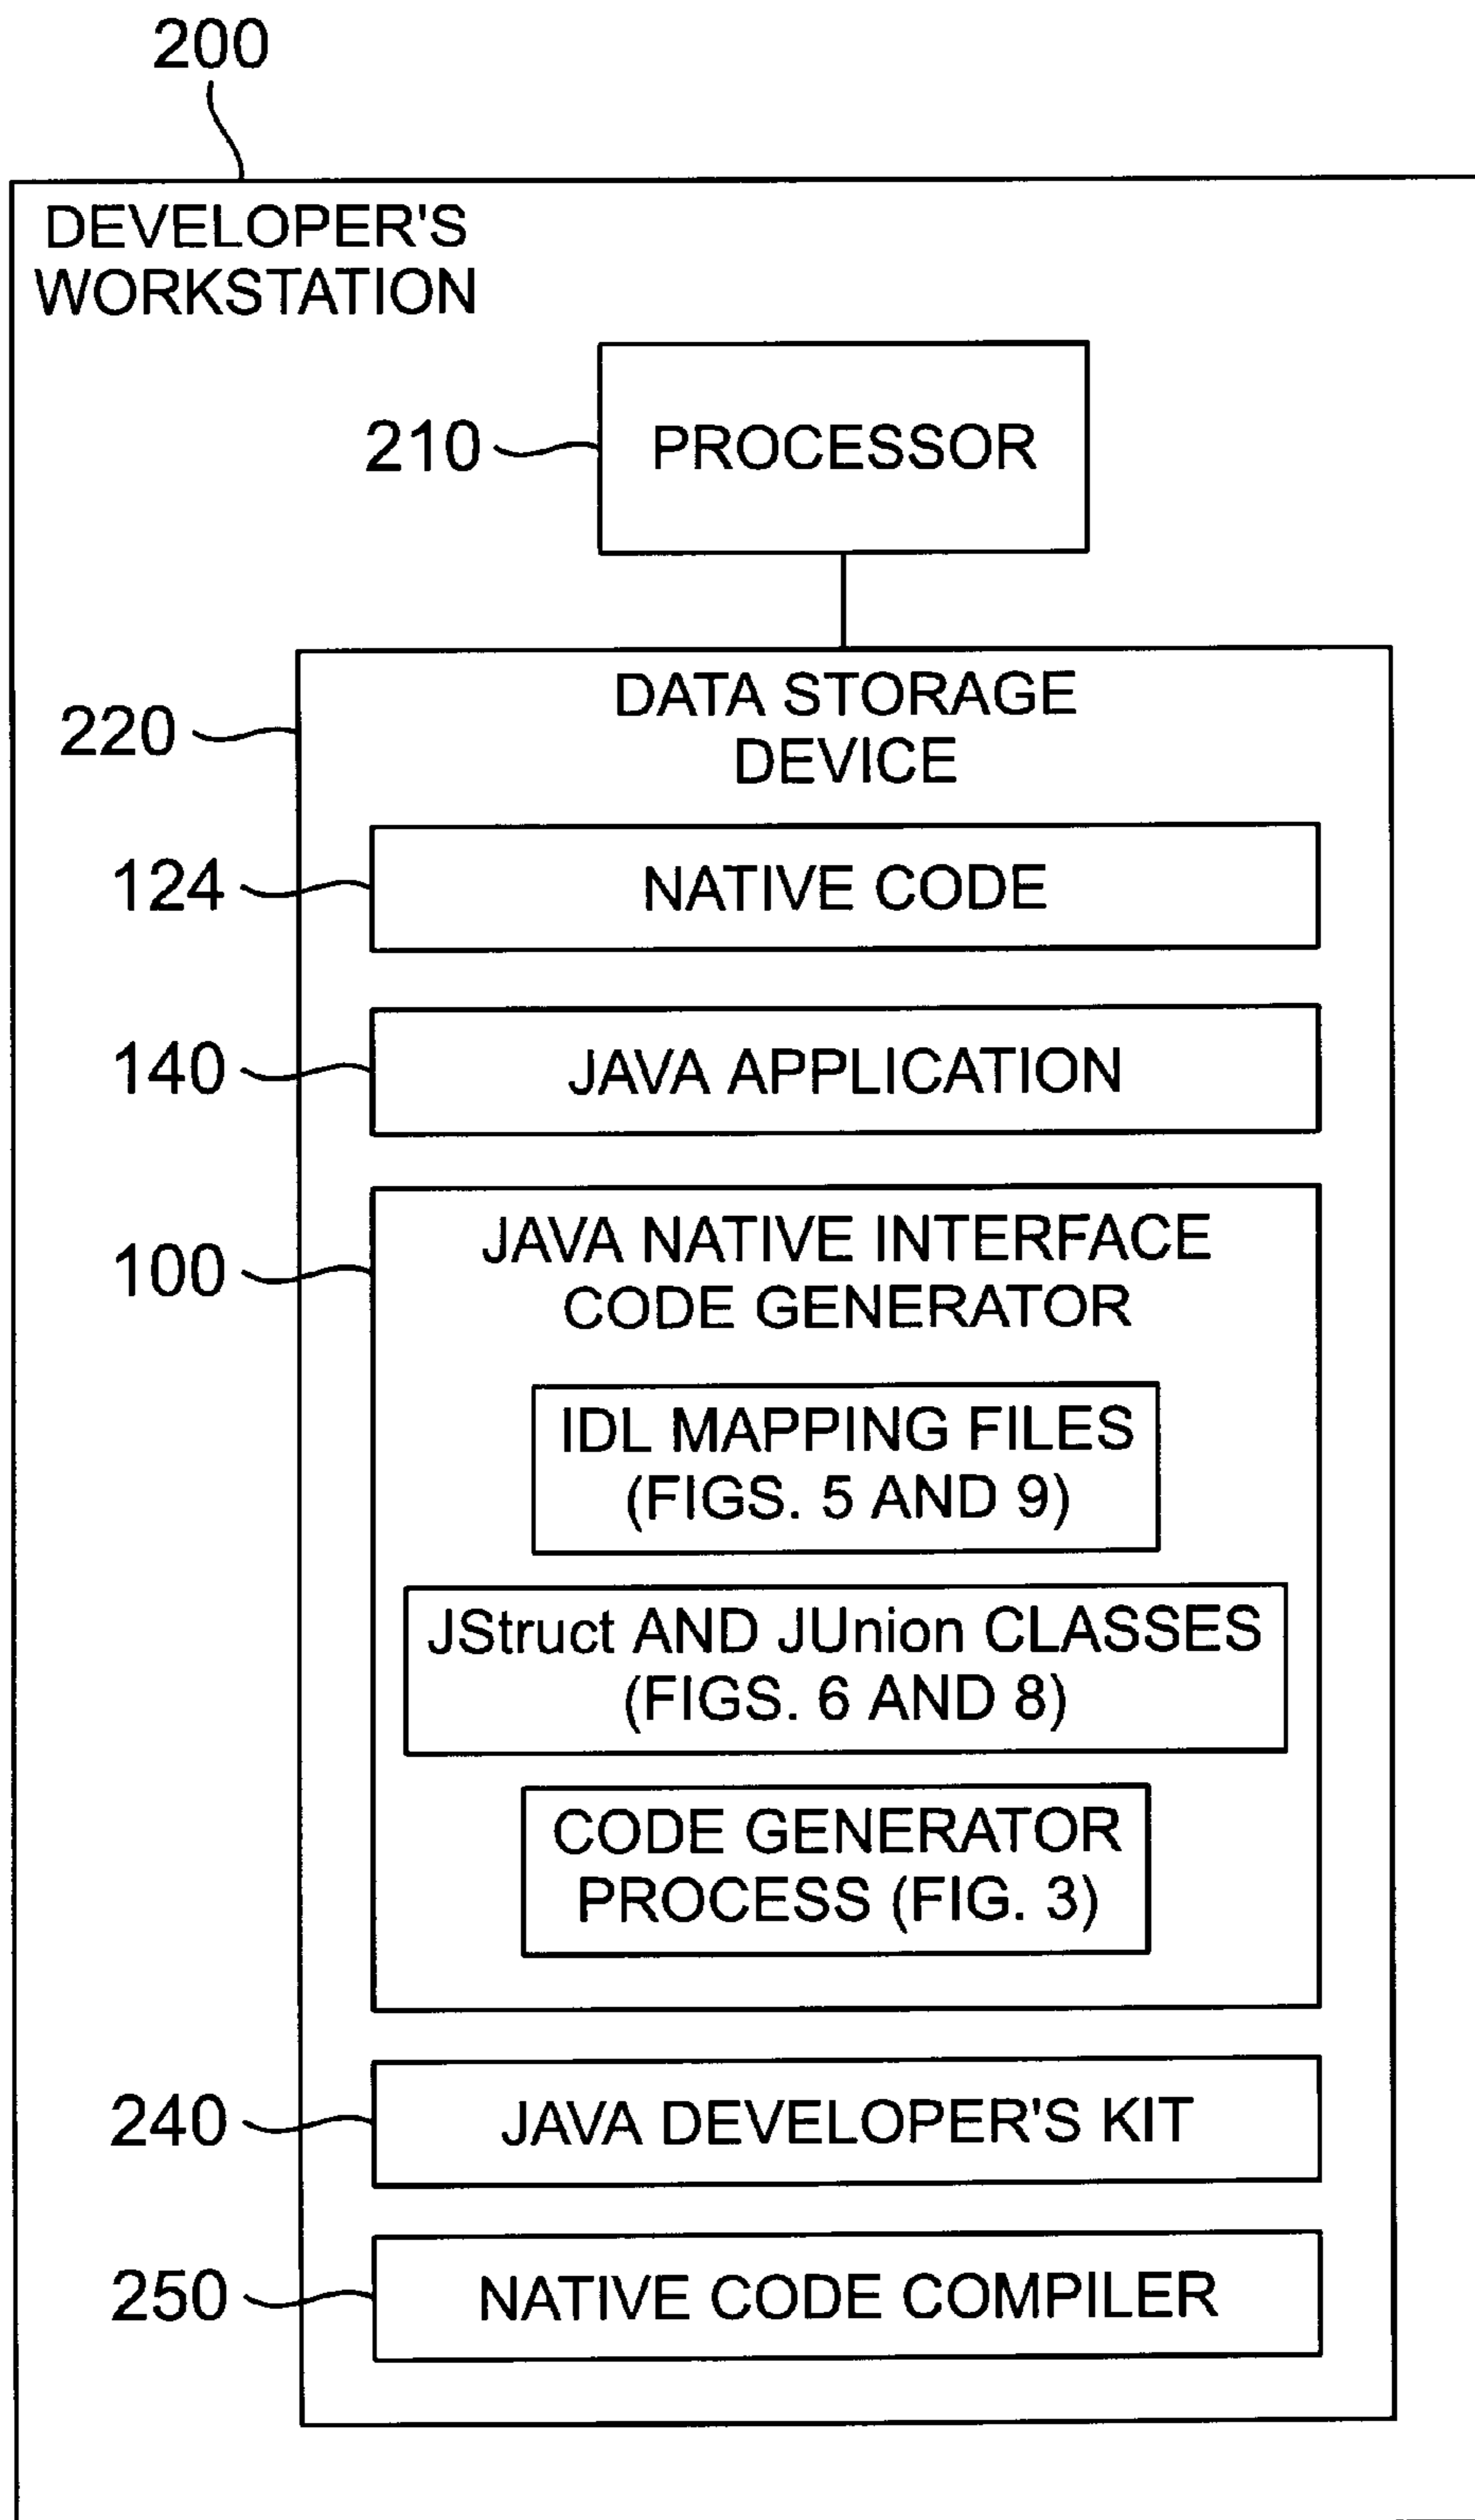 200
DEVELOPER'S
WORKSTATION
210
PROCESSOR
220
DATA STORAGE
DEVICE
124
NATIVE CODE
140
JAVA APPLICATION
100
JAVA NATIVE INTERFACE
CODE GENERATOR
IDL MAPPING FILES
(FIGS. 5 AND 9)
JStruct AND JUnion CLASSES
(FIGS. 6 AND 8)
CODE GENERATOR
PROCESS (FIG. 3)
240
JAVA DEVELOPER'S KIT
250
NATIVE CODE COMPILER